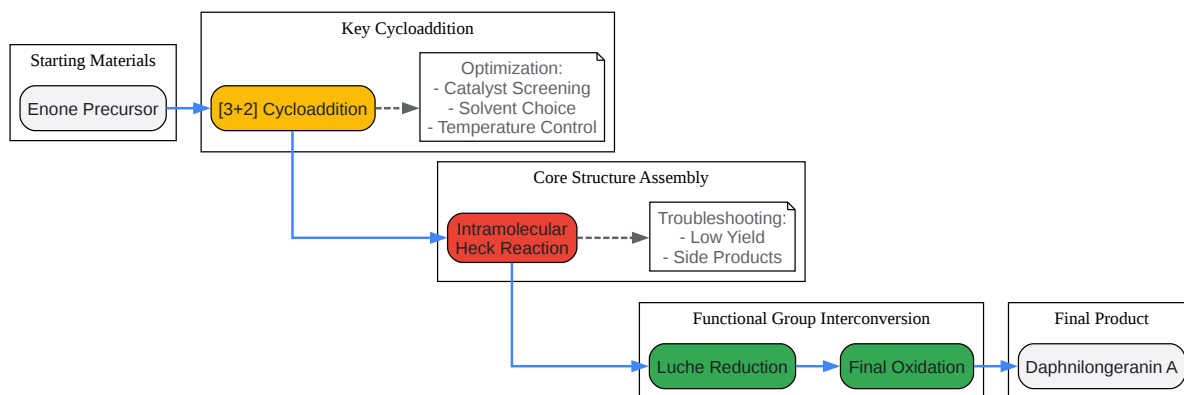 Key Cycloaddition
Starting Materials
Enone Precursor
[3+2] Cycloaddition
Optimization:
- Catalyst Screening
- Solvent Choice
- Temperature Control
Core Structure Assembly
Intramolecular
Heck Reaction
Troubleshooting:
- Low Yield
- Side Products
Functional Group Interconversion
Luche Reduction
Final Oxidation
Final Product
Daphnilongeranin A